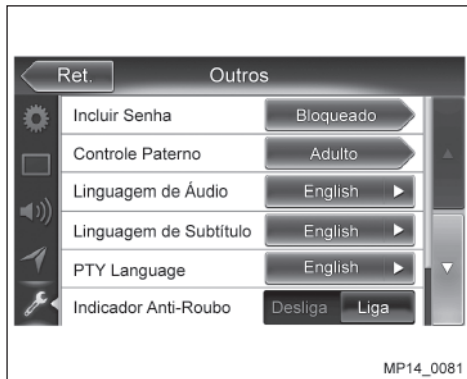 Ret. Outros
Incluir Senha Bloqueado
Controle Paterno Adulto
Linguagem de Áudio English
Linguagem de Subtítulo English
PTY Language English
Indicador Anti-Roubo Desliga Liga
MP14_0081